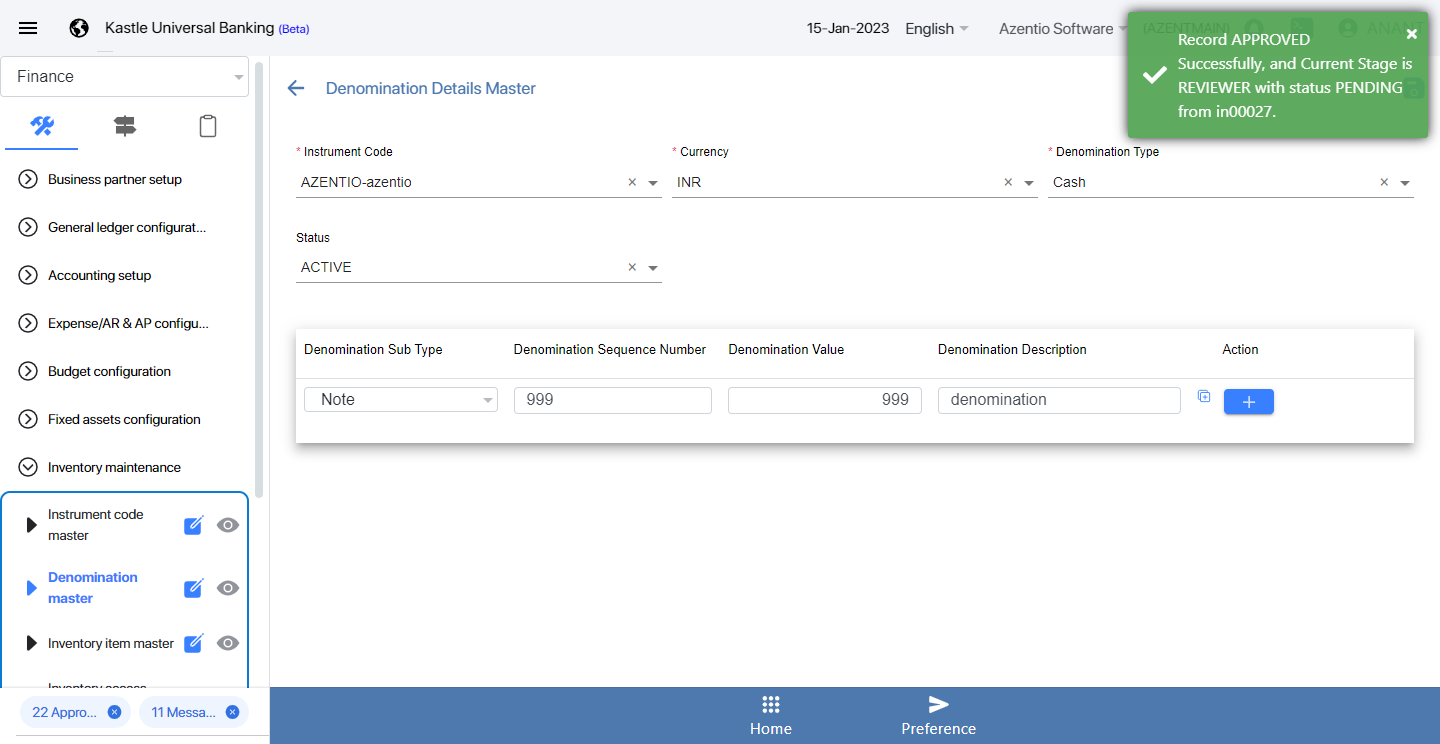 Kastle Universal Banking (Beta)
15-Jan-2023
English
Azentio Software
(AZENTMAIN)
Record APPROVED
Successfully, and Current Stage is
REVIEWER with status PENDING
from in00027.
Finance
Denomination Details Master
* Instrument Code
* Currency
* Denomination Type
AZENTIO-azentio
INR
Cash
Status
ACTIVE
Business partner setup
General ledger configurat...
Accounting setup
Expense/AR & AP configu...
Budget configuration
Fixed assets configuration
Inventory maintenance
Instrument code
master
Denomination
master
Inventory item master
Inventory access
Denomination Sub Type
Denomination Sequence Number
Denomination Value
Denomination Description
Action
Note
999
999
denomination
22 Appro...
11 Messa...
Home
Preference